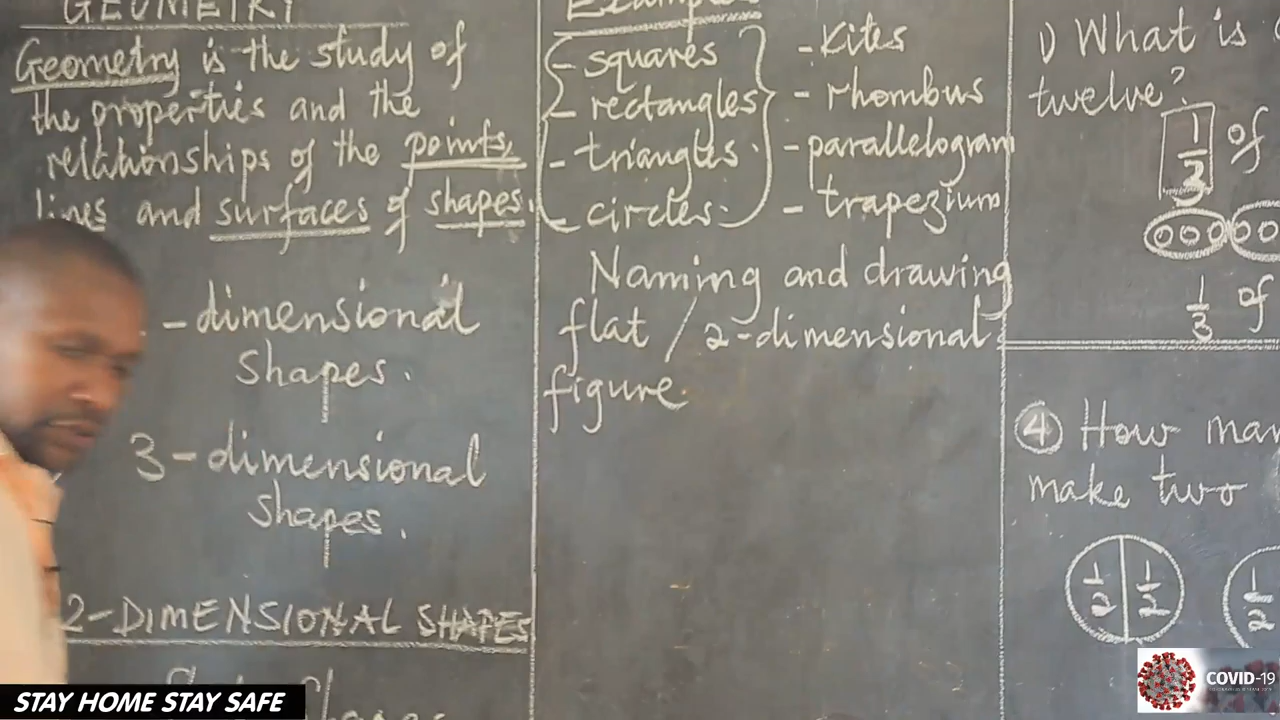 GEOMETRY
Geometry is the study of
the properties and the
relationships of the points,
lines and surfaces of shapes.
- dimensional
shapes.
3-dimensional
shapes.
2-DIMENSIONAL SHAPES
Examples
- squares
- rectangles
- triangles.
- circles.
- Kites
- rhombus
- parallelogram
- trapezium
Naming and drawing
flat / 2-dimensional
figure.
1) What is
twelve?
1/3 of
1/3 of
4 How
make two
1/2 1/2
1/2
STAY HOME STAY SAFE
COVID-19